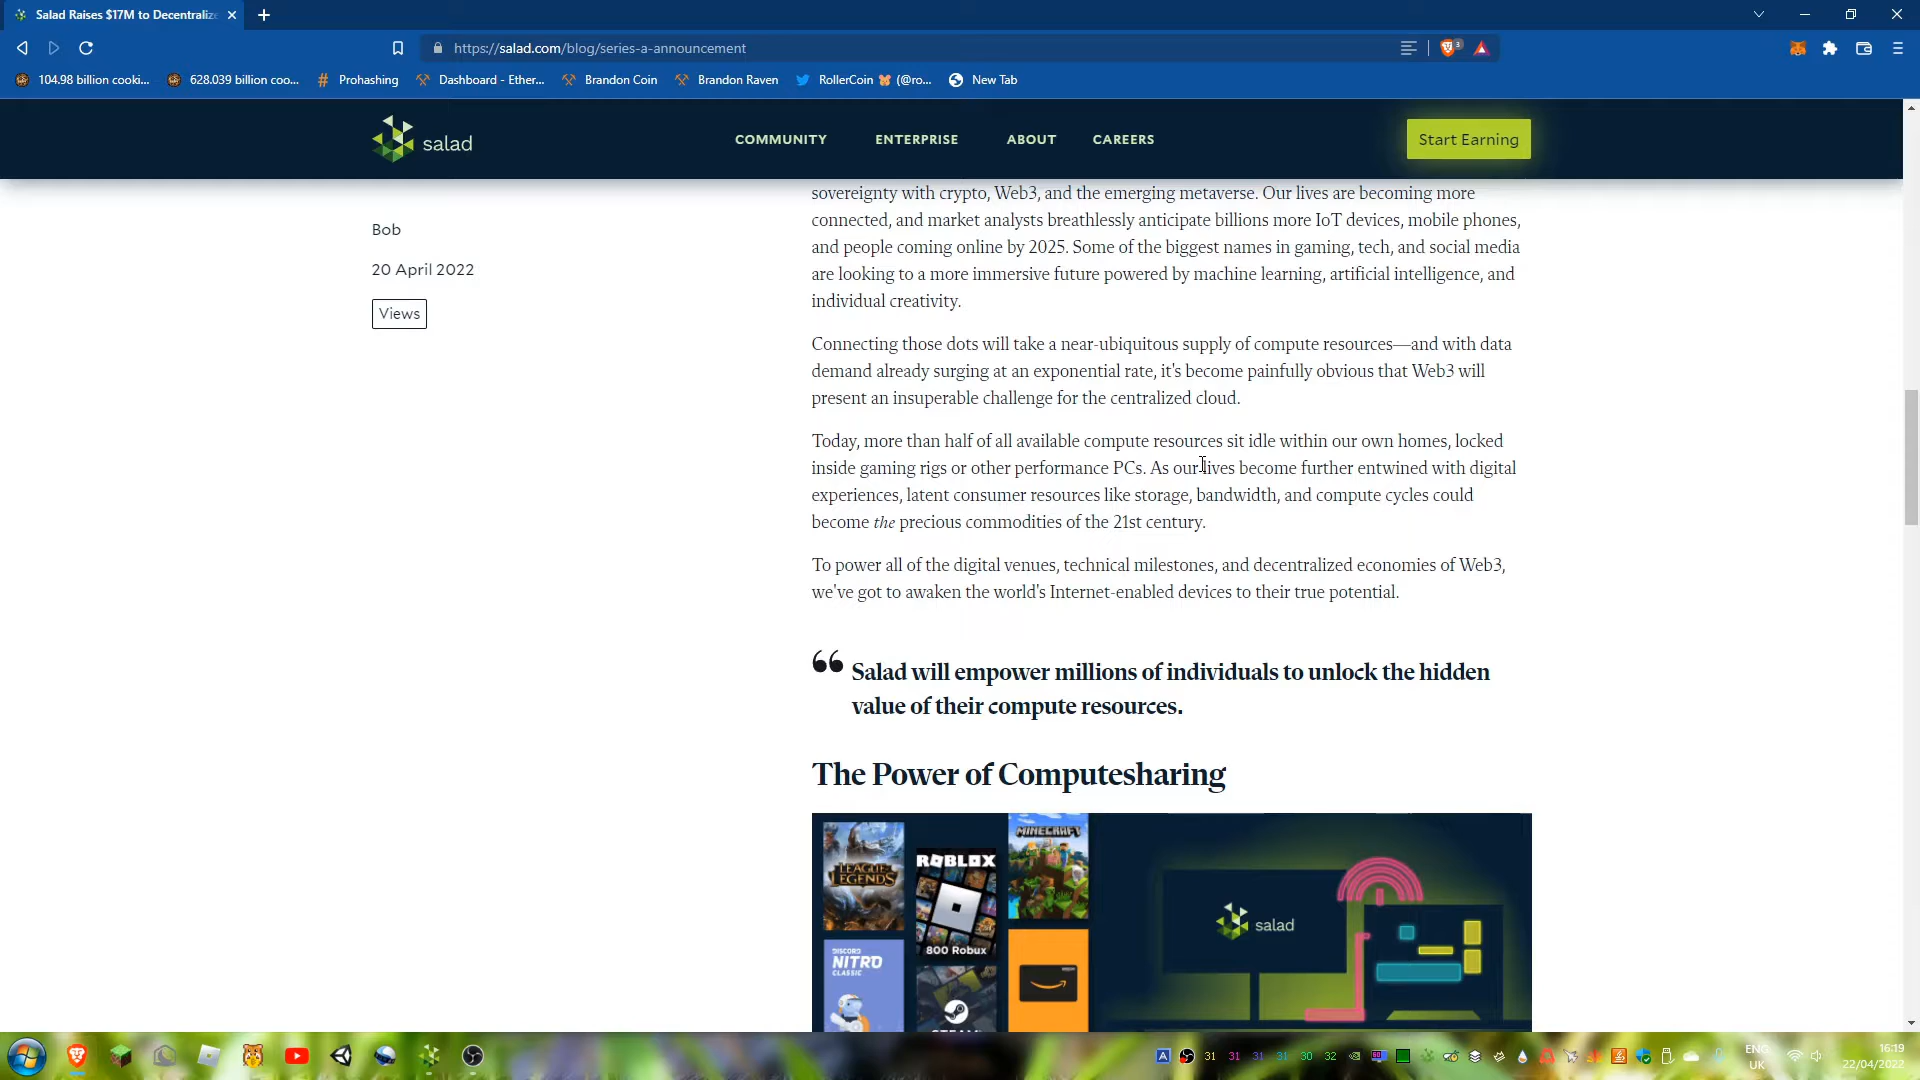 Salad Raises $17M to Decentralize
https://salad.com/blog/series-a-announcement
3
104.98 billion cooki...
628.039 billion coo...
Prohashing
Dashboard - Ether...
Brandon Coin
Brandon Raven
RollerCoin (@ro...
New Tab
salad
COMMUNITY
ENTERPRISE
ABOUT
CAREERS
Start Earning
Bob
20 April 2022
Views
sovereignty with crypto, Web3, and the emerging metaverse. Our lives are becoming more
connected, and market analysts breathlessly anticipate billions more IoT devices, mobile phones,
and people coming online by 2025. Some of the biggest names in gaming, tech, and social media
are looking to a more immersive future powered by machine learning, artificial intelligence, and
individual creativity.
Connecting those dots will take a near-ubiquitous supply of compute resources—and with data
demand already surging at an exponential rate, it's become painfully obvious that Web3 will
present an insuperable challenge for the centralized cloud.
Today, more than half of all available compute resources sit idle within our own homes, locked
inside gaming rigs or other performance PCs. As our lives become further entwined with digital
experiences, latent consumer resources like storage, bandwidth, and compute cycles could
become the precious commodities of the 21st century.
To power all of the digital venues, technical milestones, and decentralized economies of Web3,
we've got to awaken the world's Internet-enabled devices to their true potential.
“ Salad will empower millions of individuals to unlock the hidden
value of their compute resources.
The Power of Computesharing
LEAGUE
LEGENDS
ROBLOX
800 Robux
MINECRAFT
DISCORD
NITRO
CLASSIC
STEAM
amazon
salad
31
31
31
31
30
32
ENG
UK
16:19
22/04/2022